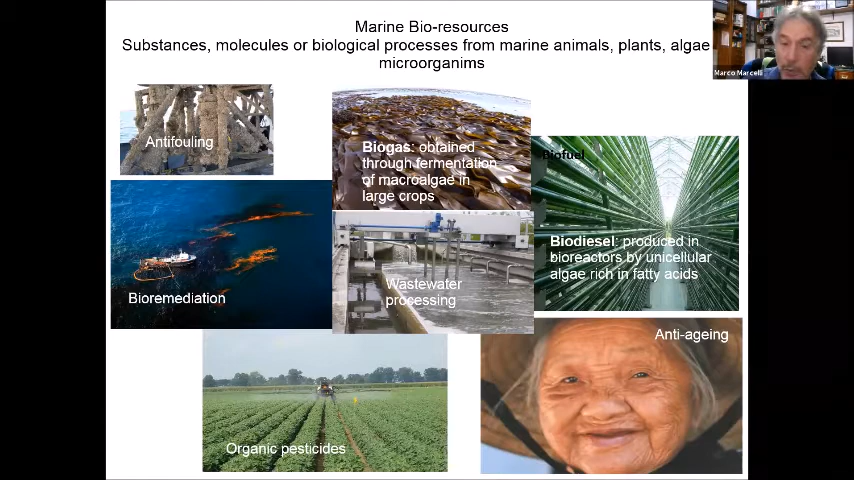 Marine Bio-resources
Substances, molecules or biological processes from marine animals, plants, algae
microorganims
Marco Marcelli
Antifouling
Biogas: obtained
through fermentation
of macroalgae in
large crops
Biofuel
Biodiesel: produced in
bioreactors by unicellular
algae rich in fatty acids
Bioremediation
Wastewater
processing
Anti-ageing
Organic pesticides